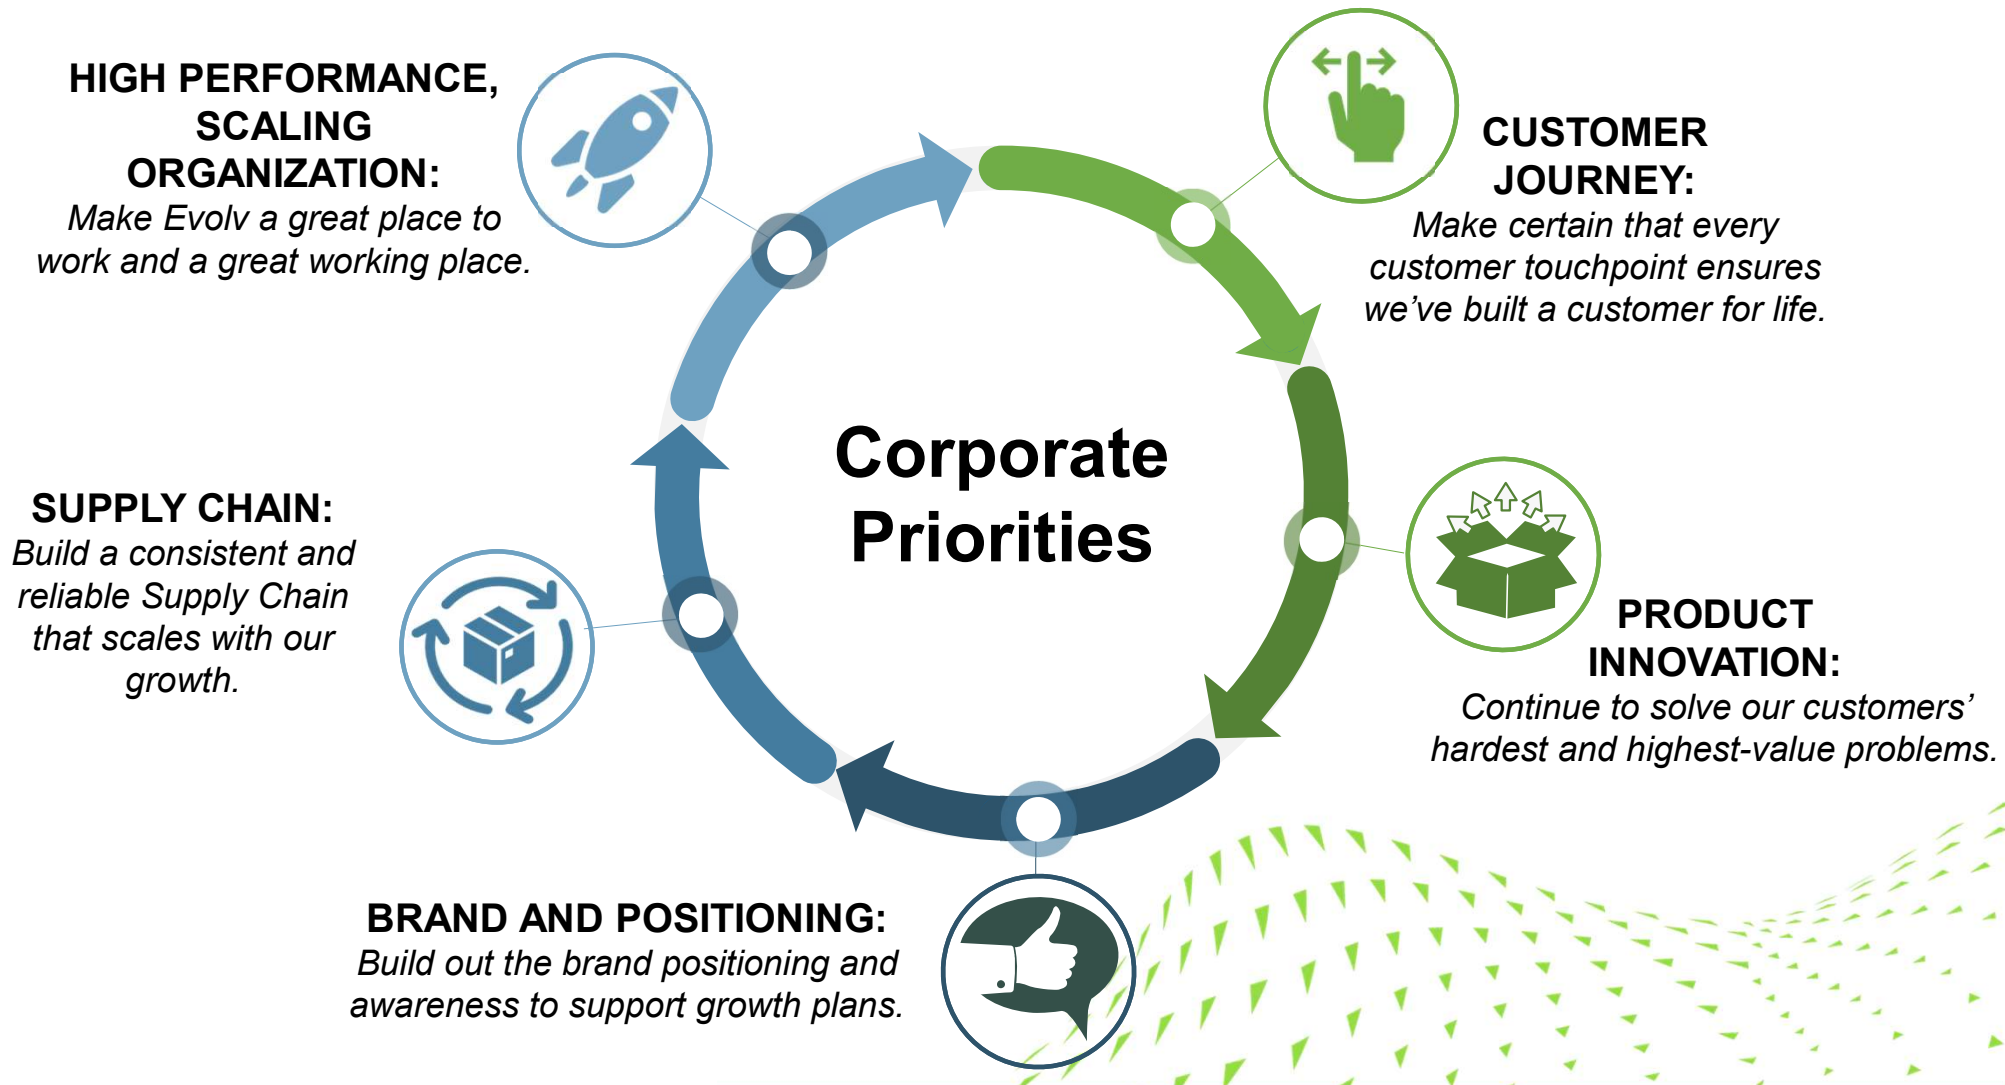 HIGH PERFORMANCE,
SCALING
ORGANIZATION:
Make Evolv a great place to
work and a great working place.
CUSTOMER
JOURNEY:
Make certain that every
customer touchpoint ensures
we’ve built a customer for life.
Corporate
Priorities
SUPPLY CHAIN:
Build a consistent and
reliable Supply Chain
that scales with our
growth.
PRODUCT
INNOVATION:
Continue to solve our customers’
hardest and highest-value problems.
BRAND AND POSITIONING:
Build out the brand positioning and
awareness to support growth plans.